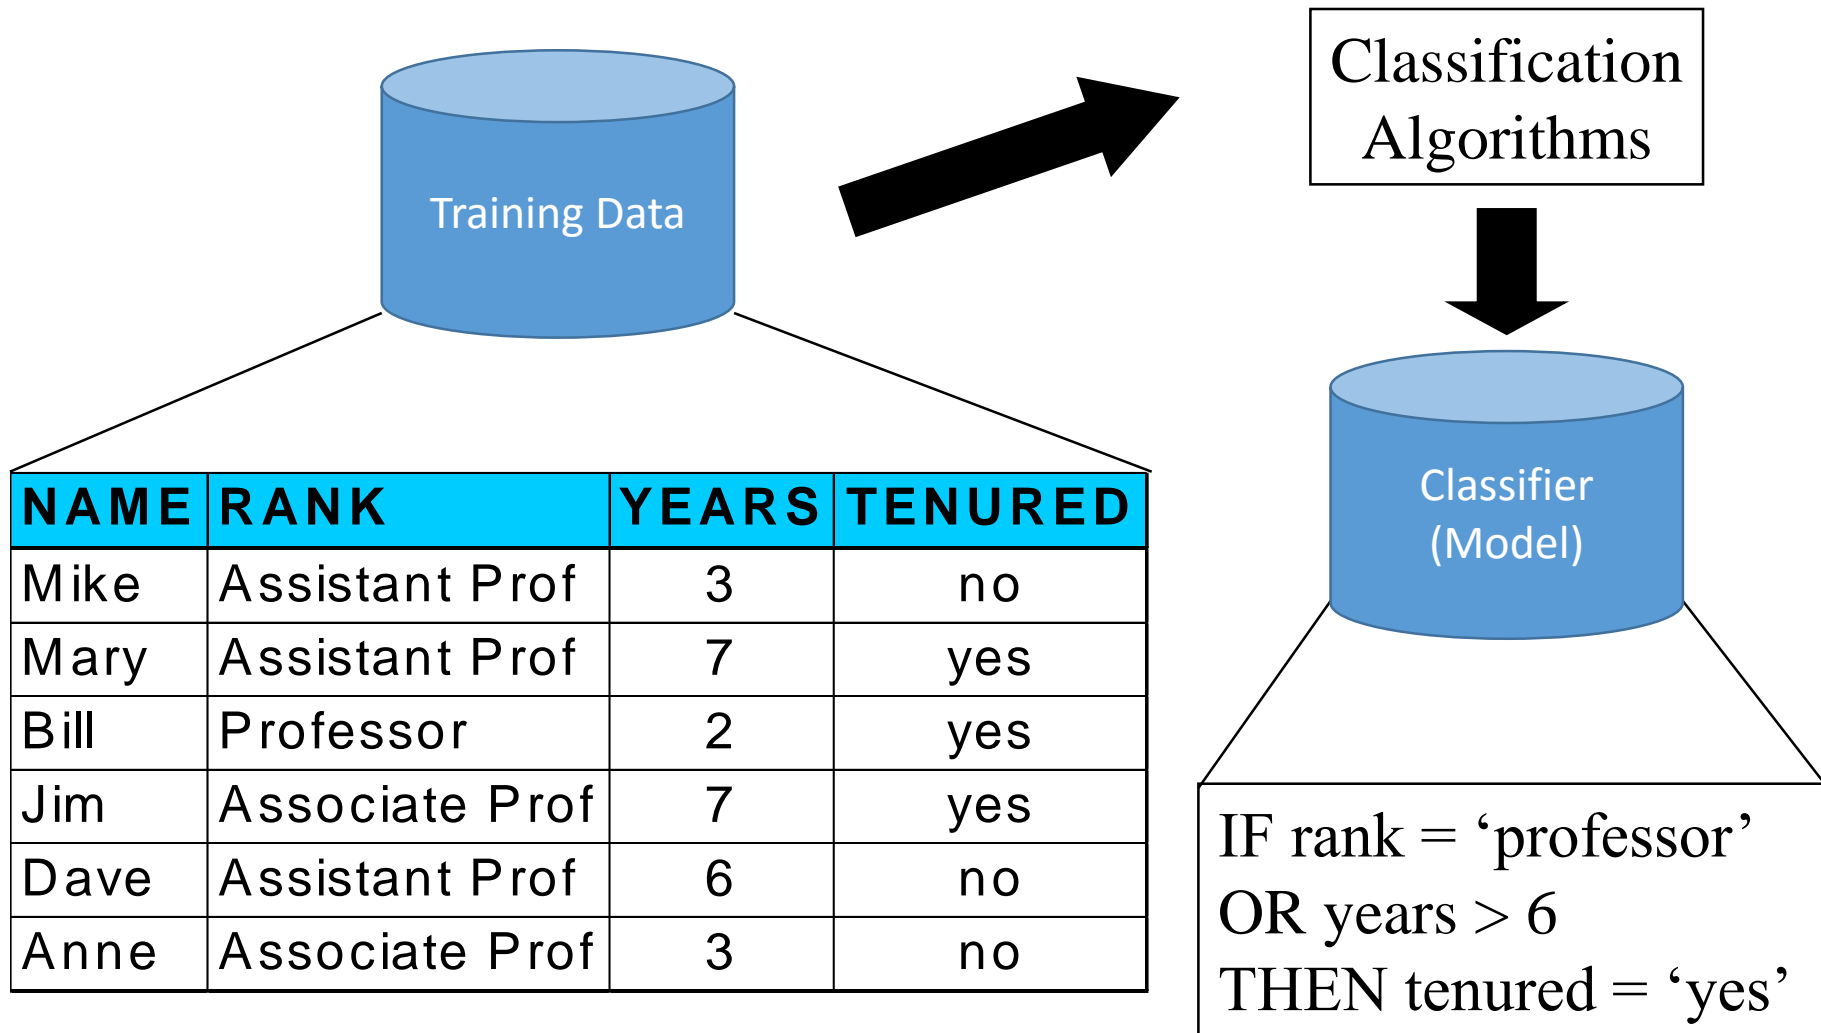 Training Data
Classification
Algorithms
Classifier
(Model)
NAME RANK YEARS TENURED
Mike Assistant Prof 3 no
Mary Assistant Prof 7 yes
Bill Professor 2 yes
Jim Associate Prof 7 yes
Dave Assistant Prof 6 no
Anne Associate Prof 3 no
IF rank = ‘professor’
OR years > 6
THEN tenured = ‘yes’